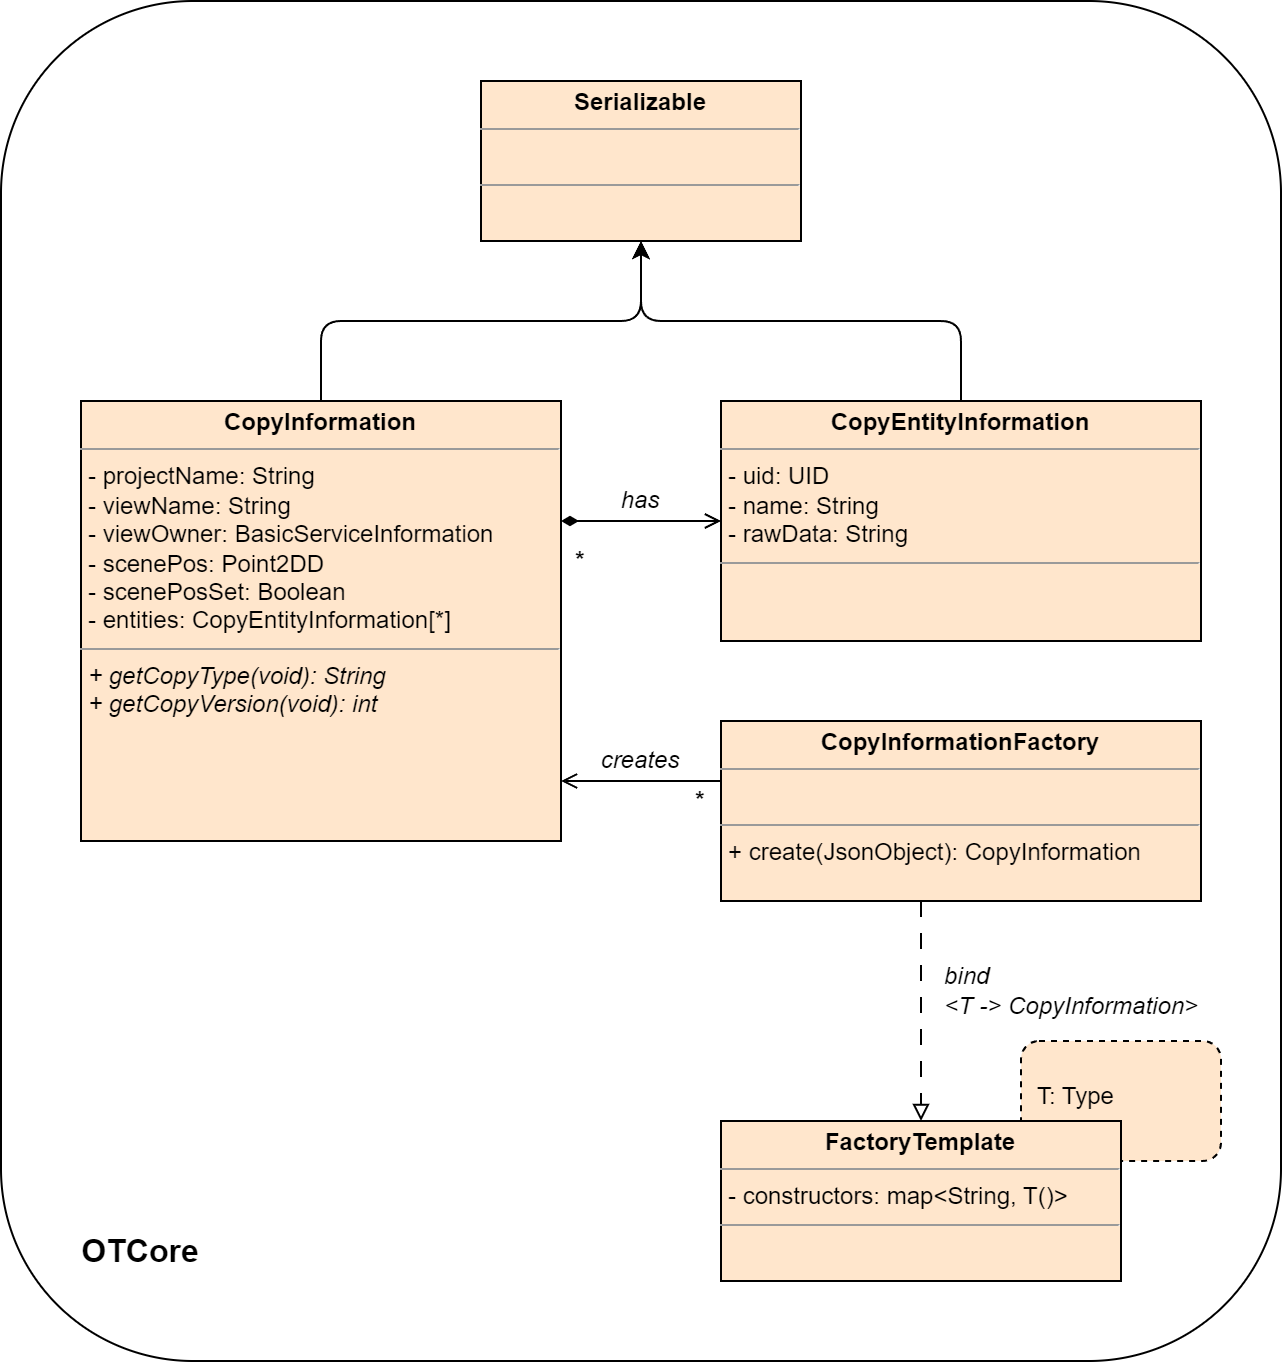 Serializable
CopyInformation
- projectName: String
- viewName: String
- viewOwner: BasicServiceInformation
- scenePos: Point2DD
- scenePosSet: Boolean
- entities: CopyEntityInformation[*]
+ getCopyType(void): String
+ getCopyVersion(void): int
has
*
CopyEntityInformation
- uid: UID
- name: String
- rawData: String
creates
*
CopyInformationFactory
+ create(JsonObject): CopyInformation
bind
<T -> CopyInformation>
T: Type
FactoryTemplate
- constructors: map<String, T()>
OTCore